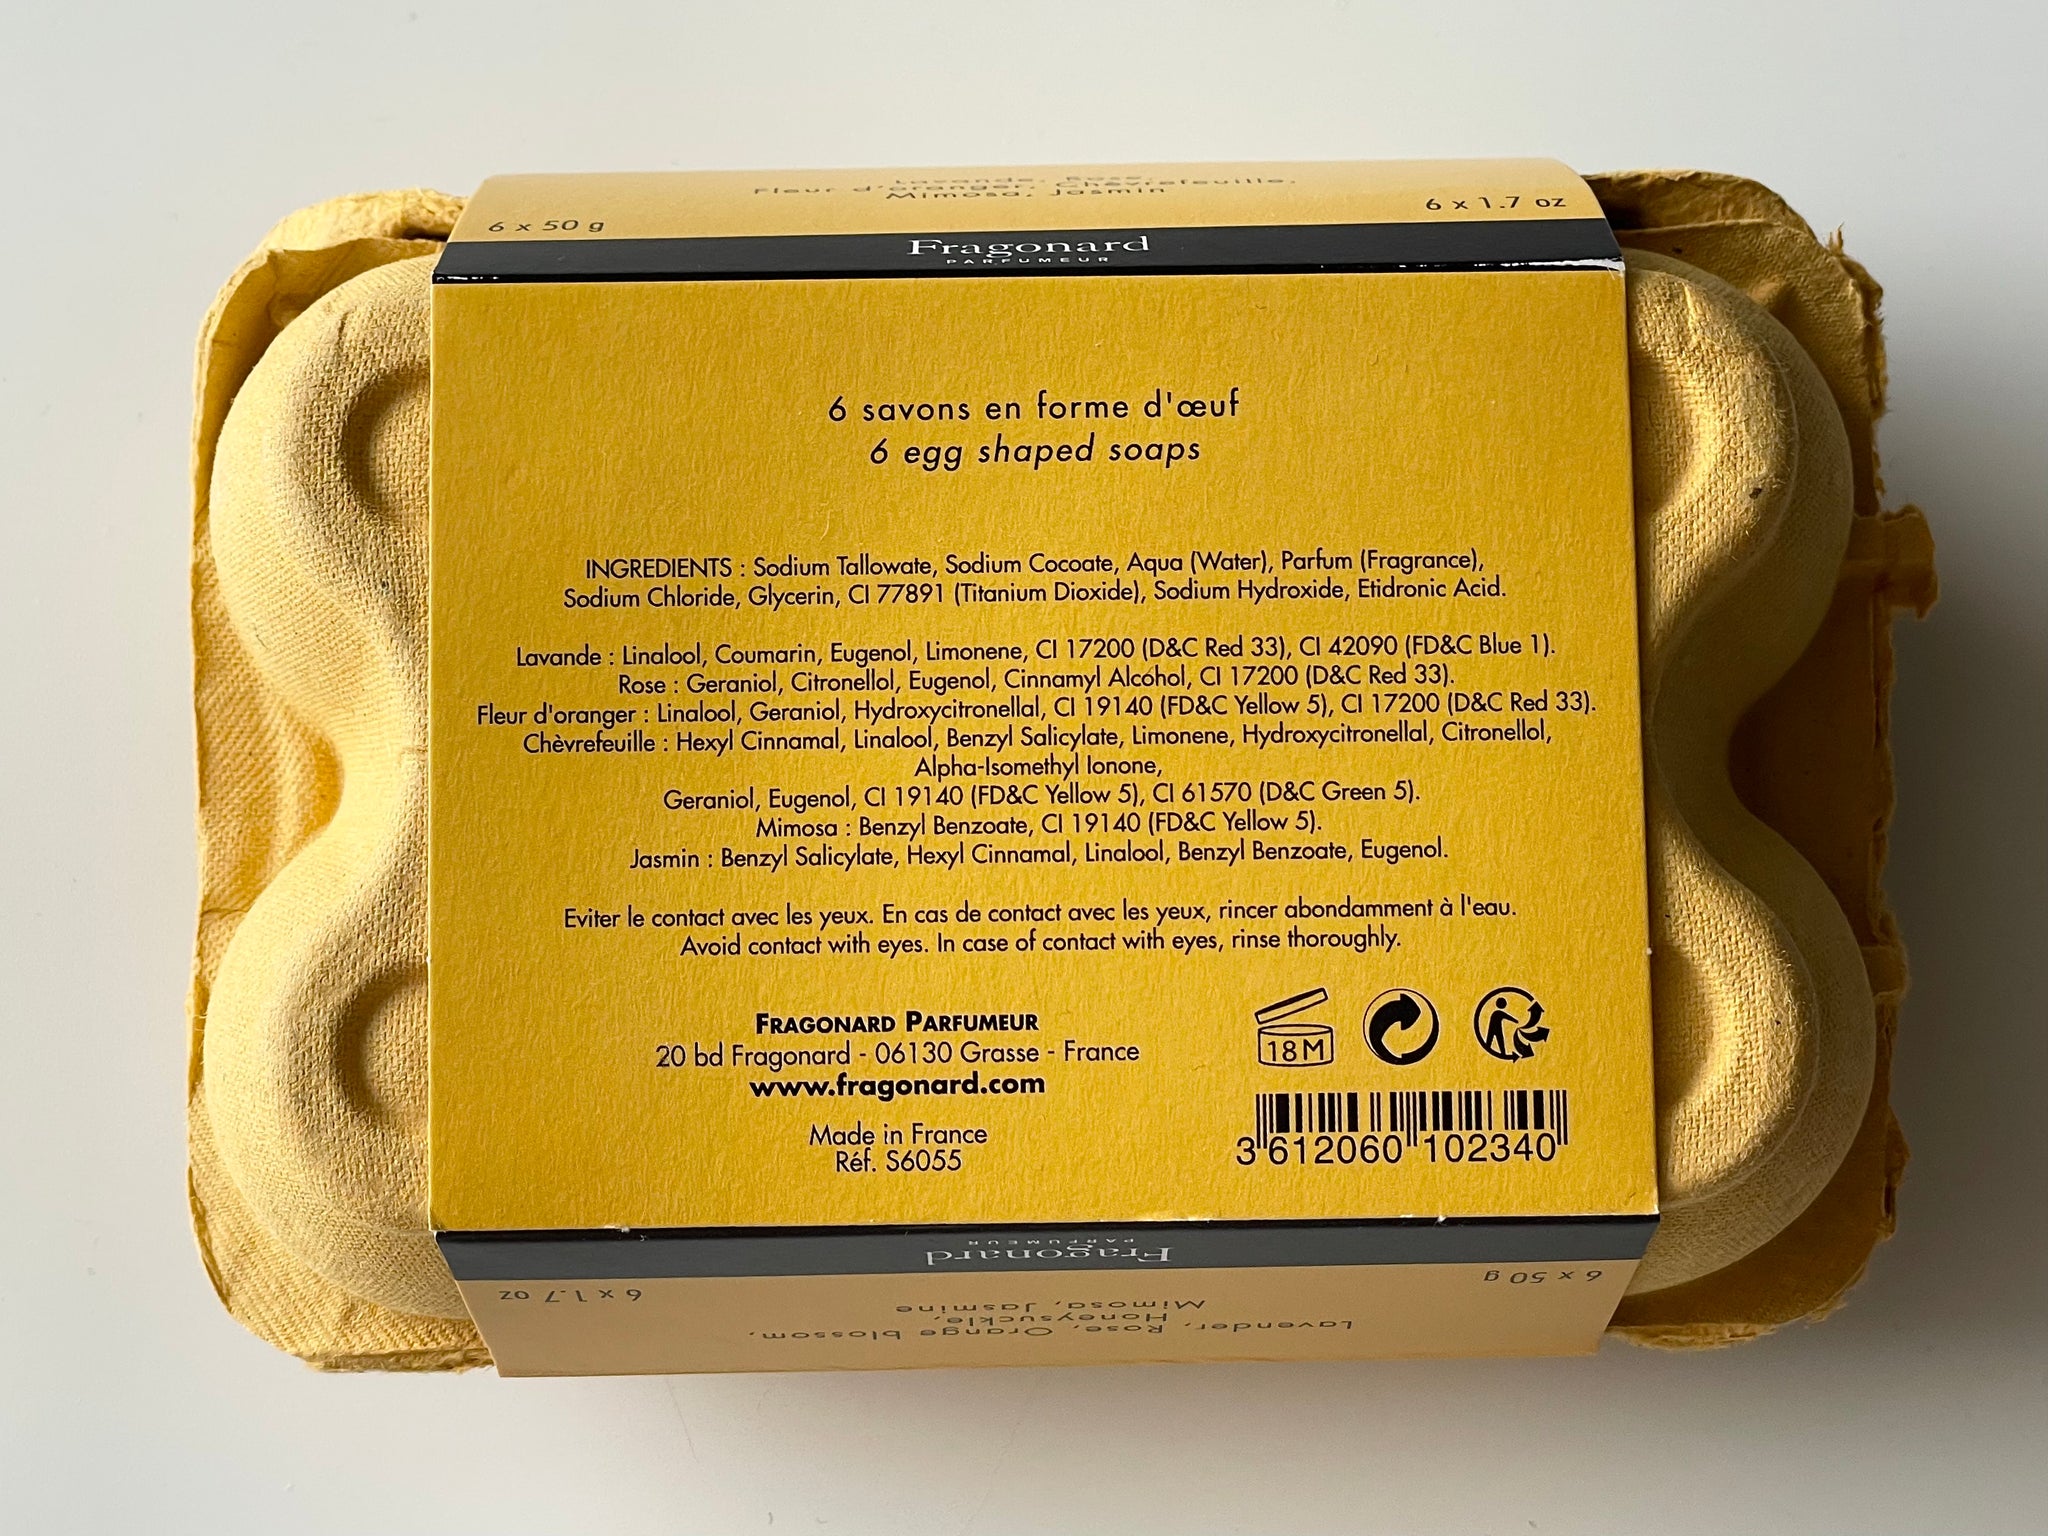 Lavande, Rose,
Fleur d'oranger, Chèvrefeuille,
Mimosa, Jasmin
6 x 50 g
6 x 1.7 oz
Fragonard
PARFUMEUR
6 savons en forme d'œuf
6 egg shaped soaps
INGREDIENTS : Sodium Tallowate, Sodium Cocoate, Aqua (Water), Parfum (Fragrance),
Sodium Chloride, Glycerin, CI 77891 (Titanium Dioxide), Sodium Hydroxide, Etidronic Acid.
Lavande : Linalool, Coumarin, Eugenol, Limonene, CI 17200 (D&C Red 33), CI 42090 (FD&C Blue 1).
Rose : Geraniol, Citronellol, Eugenol, Cinnamyl Alcohol, CI 17200 (D&C Red 33).
Fleur d'oranger : Linalool, Geraniol, Hydroxycitronellal, CI 19140 (FD&C Yellow 5), CI 17200 (D&C Red 33).
Chèvrefeuille : Hexyl Cinnamal, Linalool, Benzyl Salicylate, Limonene, Hydroxycitronellal, Citronellol,
Alpha-Isomethyl Ionone,
Geraniol, Eugenol, CI 19140 (FD&C Yellow 5), CI 61570 (D&C Green 5).
Mimosa : Benzyl Benzoate, CI 19140 (FD&C Yellow 5).
Jasmin : Benzyl Salicylate, Hexyl Cinnamal, Linalool, Benzyl Benzoate, Eugenol.
Eviter le contact avec les yeux. En cas de contact avec les yeux, rincer abondamment à l'eau.
Avoid contact with eyes. In case of contact with eyes, rinse thoroughly.
FRAGONARD PARFUMEUR
20 bd Fragonard - 06130 Grasse - France
www.fragonard.com
Made in France
Réf. S6055
18M
3 612060 102340
Fragonard
PARFUMEUR
6 x 50 g
6 x 1.7 oz
Lavender, Rose, Orange blossom,
Honeysuckle,
Mimosa, Jasmine